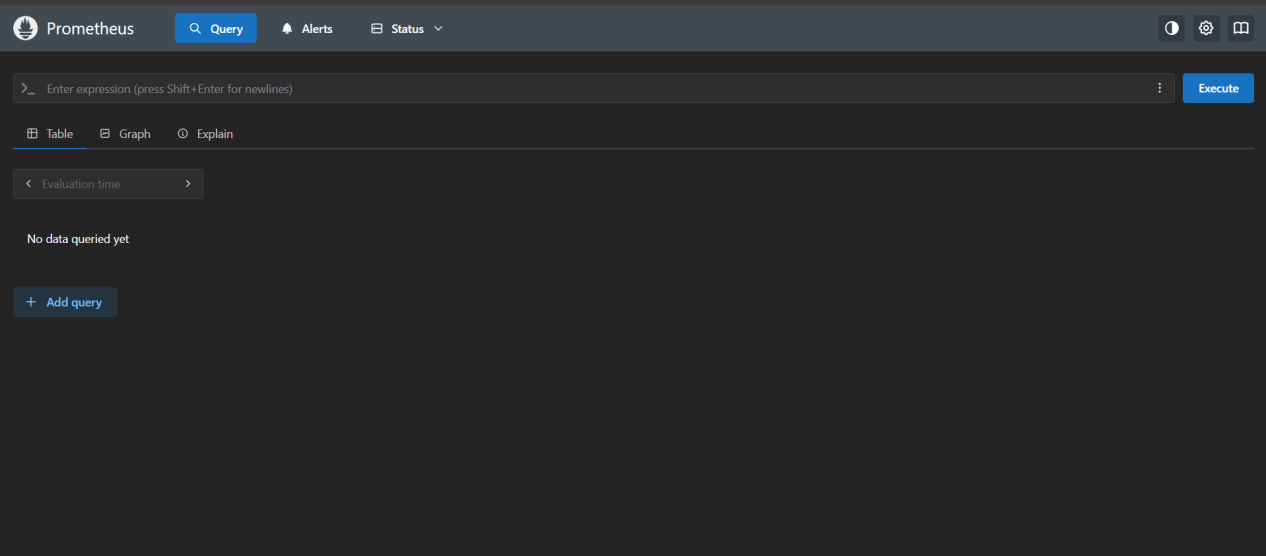 Prometheus Query Alerts Status
Enter expression (press Shift+Enter for newlines) Execute
Table Graph Explain
Evaluation time
No data queried yet
Add query